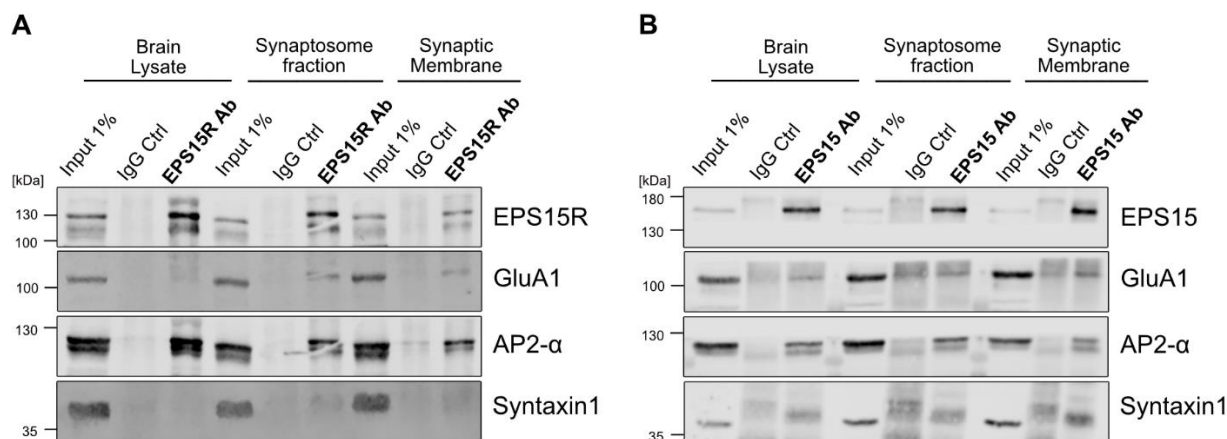 A
Brain
Lysate
Synaptosome
fraction
Synaptic
Membrane
Input 1%
IgG Ctrl
EPS15R Ab
Input 1%
IgG Ctrl
EPS15R Ab
Input 1%
IgG Ctrl
EPS15R Ab
[kDa]
130
100
EPS15R
100
GluA1
130
AP2-α
35
Syntaxin1
B
Brain
Lysate
Synaptosome
fraction
Synaptic
Membrane
Input 1%
IgG Ctrl
EPS15 Ab
Input 1%
IgG Ctrl
EPS15 Ab
Input 1%
IgG Ctrl
EPS15 Ab
[kDa]
180
130
EPS15
100
GluA1
130
AP2-α
35
Syntaxin1